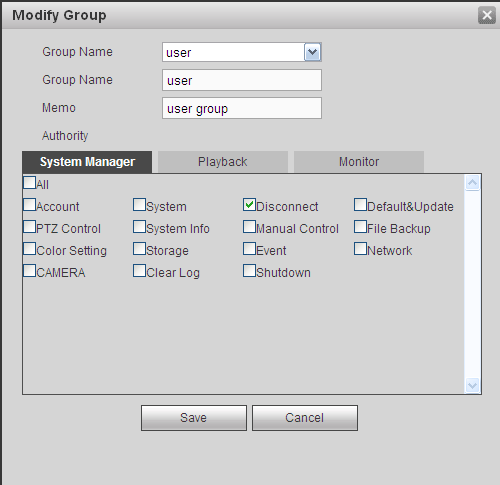 Modify Group
Group Name user
Group Name user
Memo user group
Authority
System Manager Playback Monitor
All
Account System Disconnect Default&Update
PTZ Control System Info Manual Control File Backup
Color Setting Storage Event Network
CAMERA Clear Log Shutdown
Save Cancel